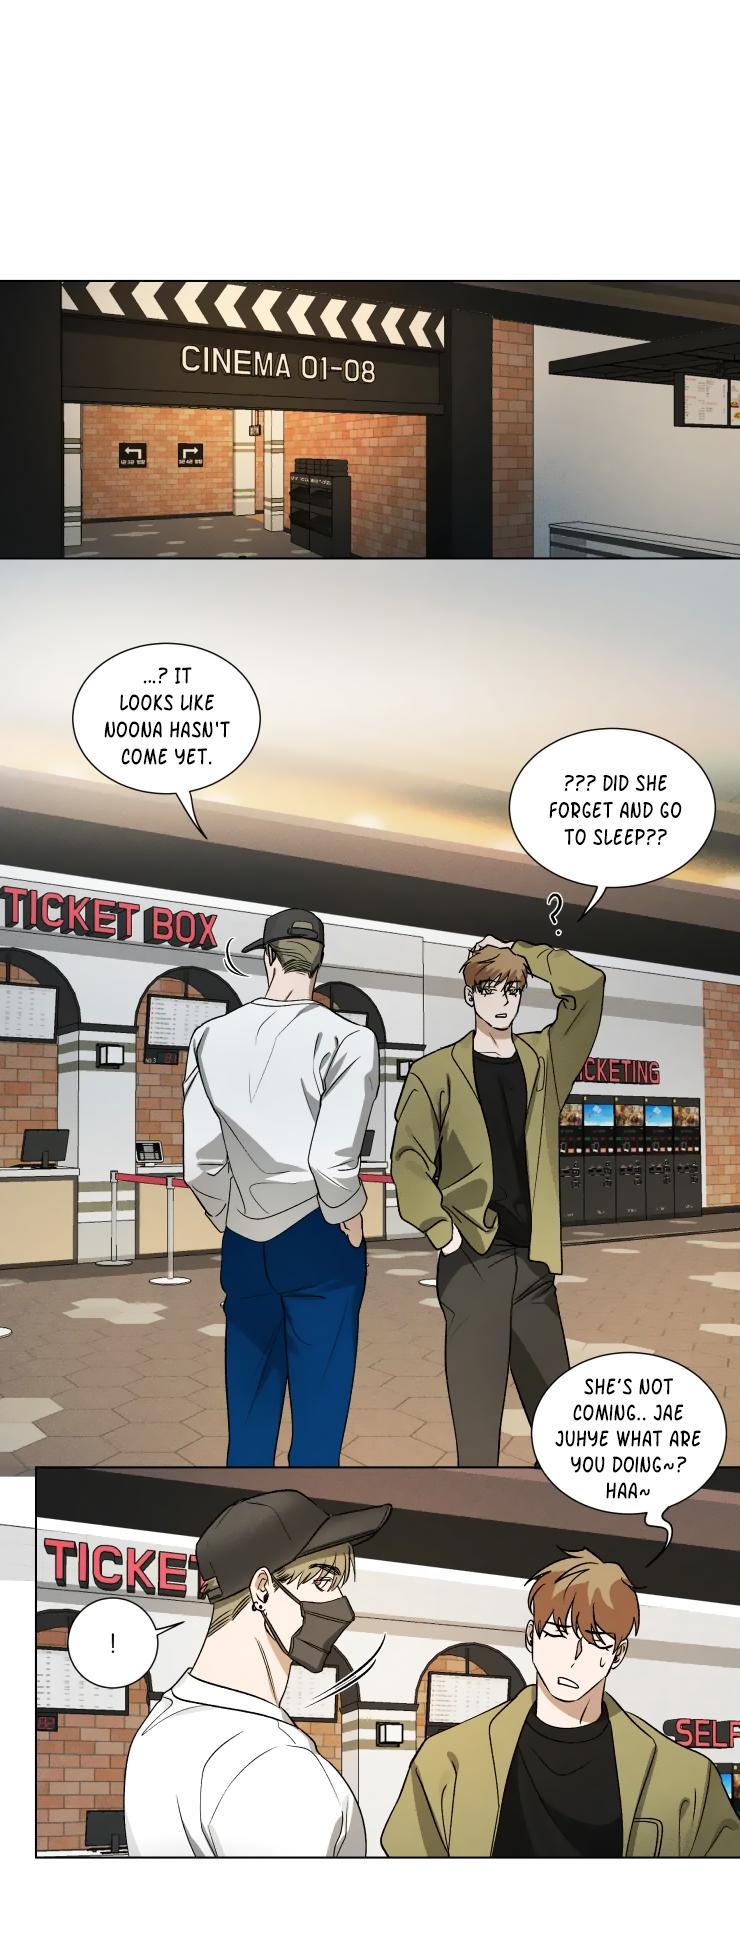 CINEMA 01-08
...? IT
LOOKS LIKE
NOONA HASN'T
COME YET.
??? DID SHE
FORGET AND GO
TO SLEEP??
?
TICKET BOX
TICKETING
SHE'S NOT
COMING.. JAE
JUHYE WHAT ARE
YOU DOING~?
HAA~
TICKET
!
SELF